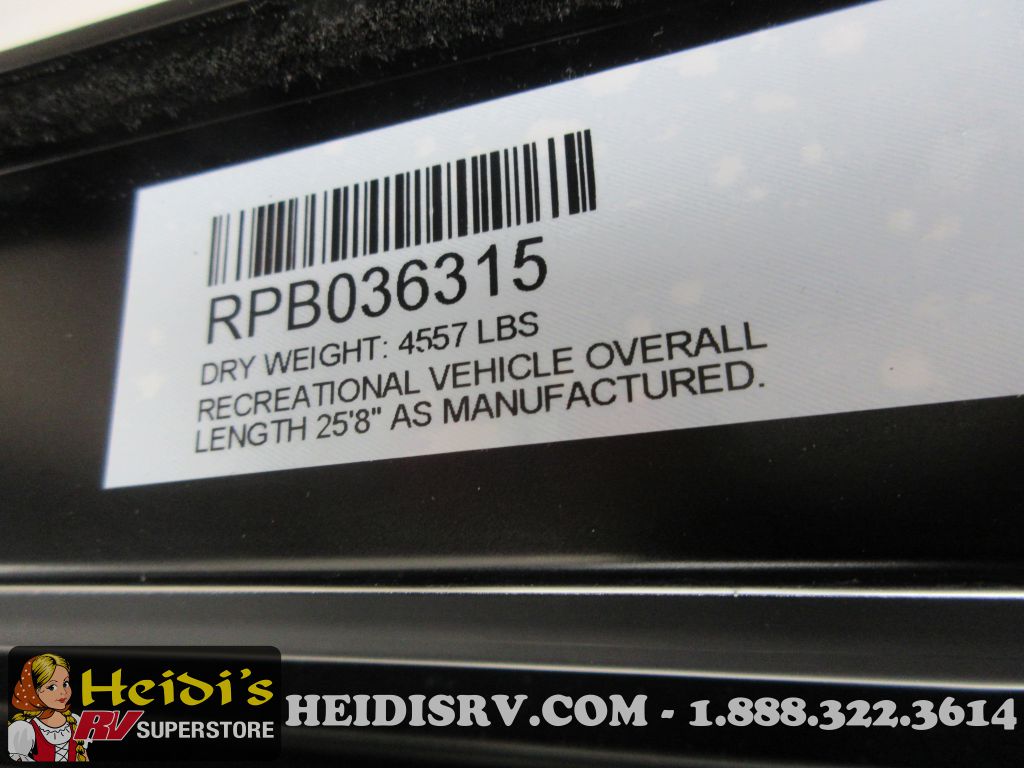 RPB036315
DRY WEIGHT: 4557 LBS
RECREATIONAL VEHICLE OVERALL
LENGTH 25'8" AS MANUFACTURED.
Heidi's
RV SUPERSTORE
HEIDISRV.COM - 1.888.322.3614